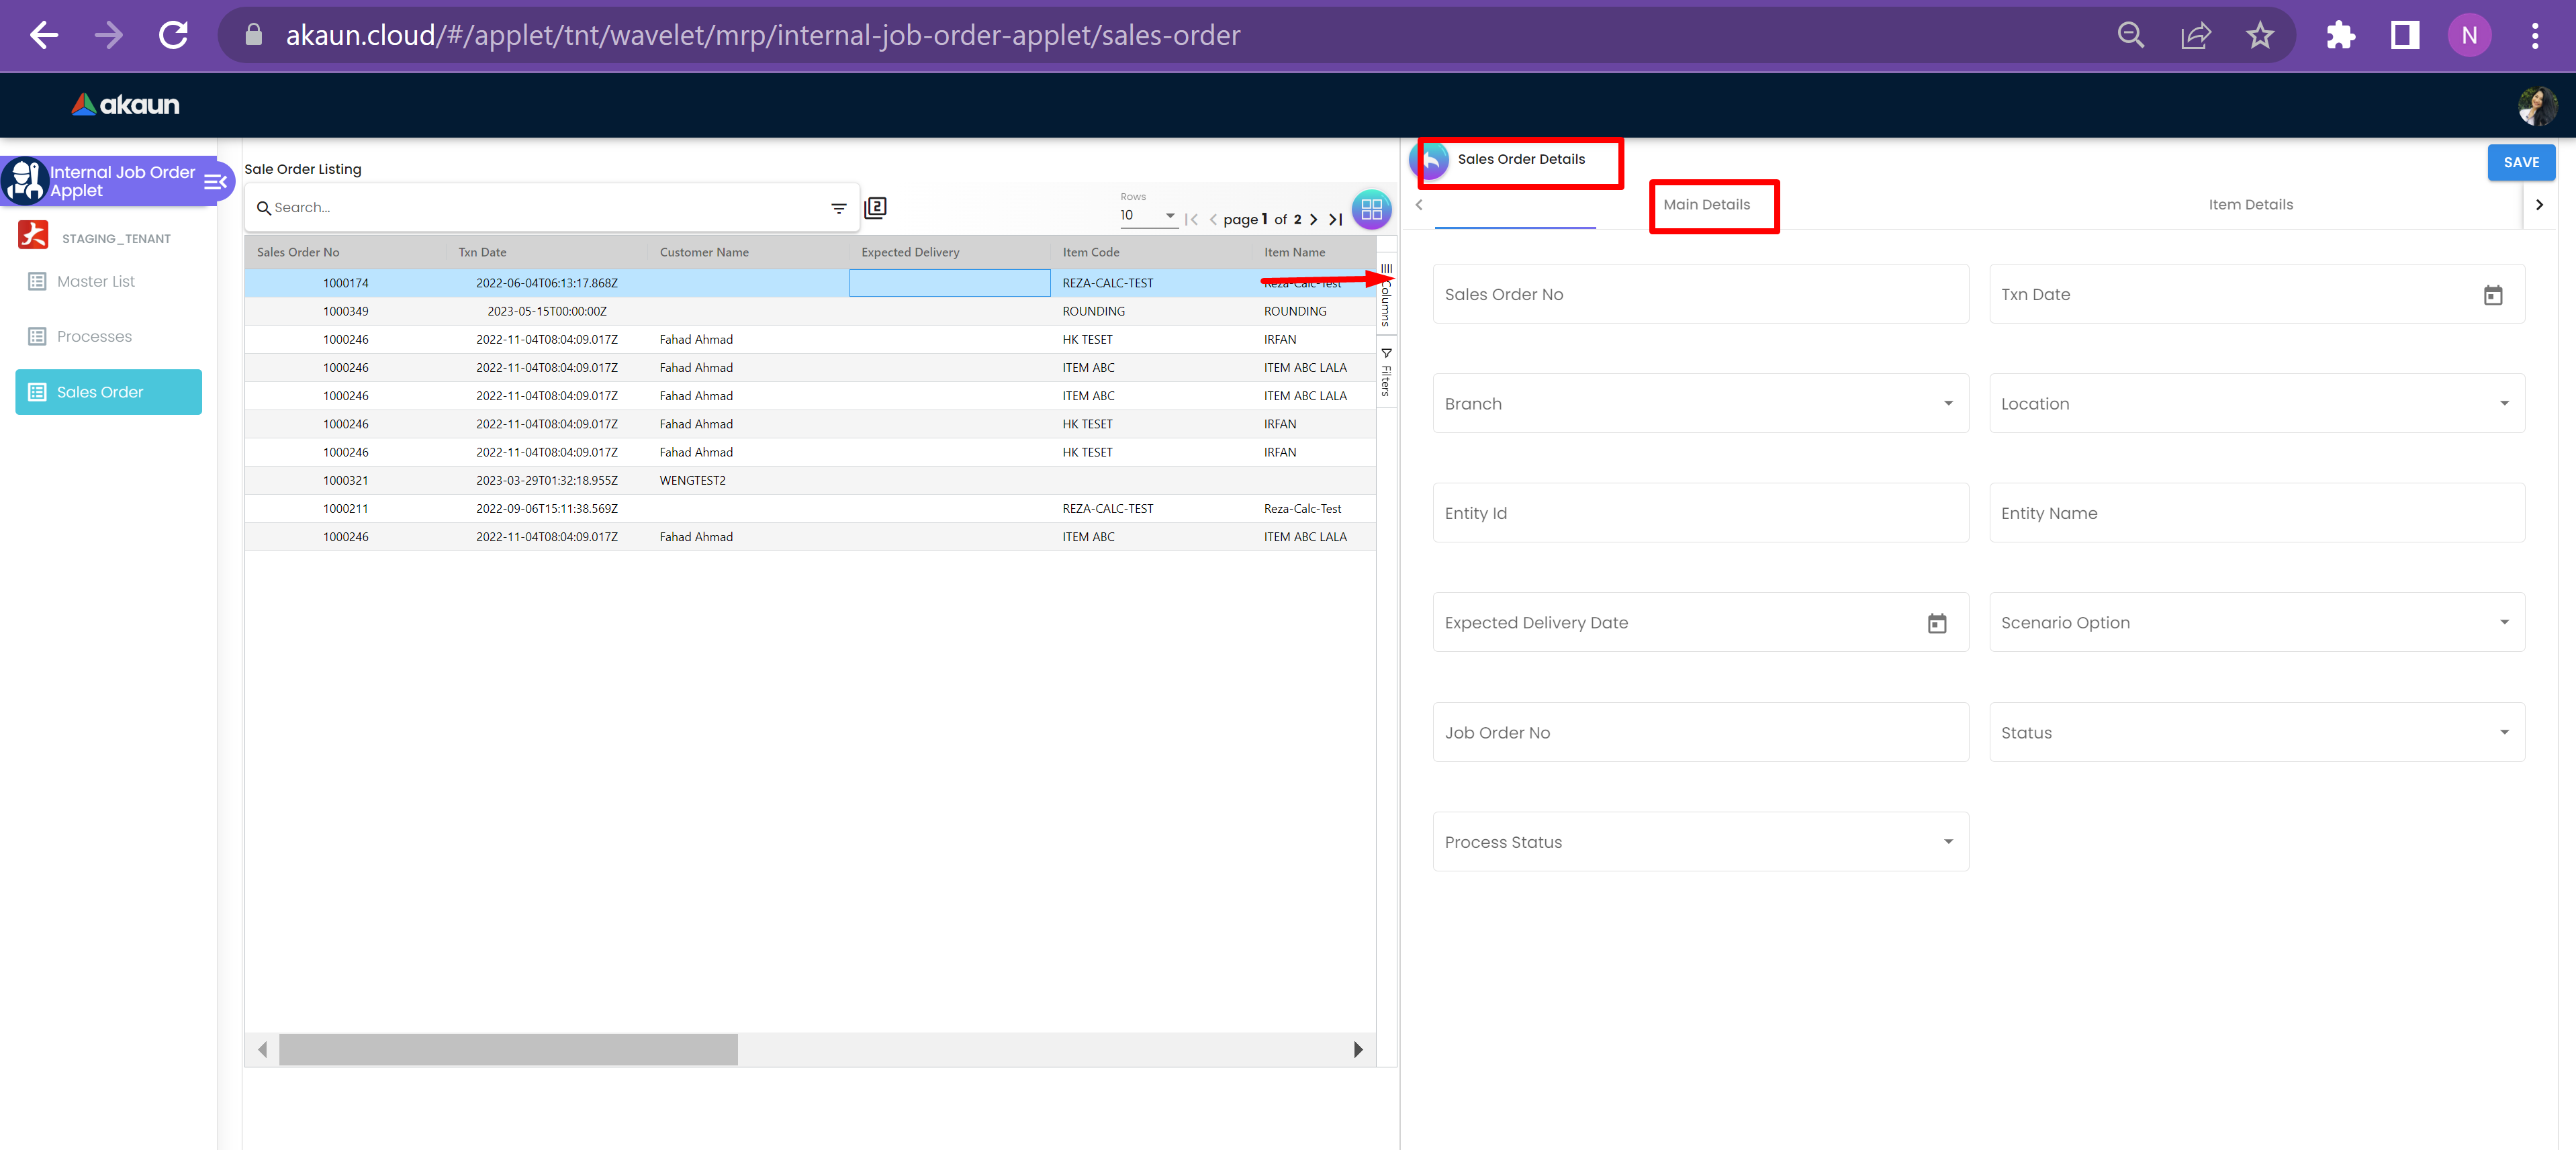 akaun.cloud/#/applet/tnt/wavelet/mrp/internal-job-order-applet/sales-order
N
akaun
Internal Job Order
Applet
STAGING_TENANT
Master List
Processes
Sales Order
Sale Order Listing
Search...
2
Rows
10
page 1 of 2
Sales Order No Txn Date Customer Name Expected Delivery Item Code Item Name
1000174 2022-06-04T06:13:17.868Z REZA-CALC-TEST Reza-Calc-Test
1000349 2023-05-15T00:00:00Z ROUNDING ROUNDING
1000246 2022-11-04T08:04:09.017Z Fahad Ahmad HK TESET IRFAN
1000246 2022-11-04T08:04:09.017Z Fahad Ahmad ITEM ABC ITEM ABC LALA
1000246 2022-11-04T08:04:09.017Z Fahad Ahmad ITEM ABC ITEM ABC LALA
1000246 2022-11-04T08:04:09.017Z Fahad Ahmad HK TESET IRFAN
1000246 2022-11-04T08:04:09.017Z Fahad Ahmad HK TESET IRFAN
1000321 2023-03-29T01:32:18.955Z WENGTEST2
1000211 2022-09-06T15:11:38.569Z REZA-CALC-TEST Reza-Calc-Test
1000246 2022-11-04T08:04:09.017Z Fahad Ahmad ITEM ABC ITEM ABC LALA
Columns
Filters
Sales Order Details
SAVE
Main Details Item Details
Sales Order No Txn Date
Branch Location
Entity Id Entity Name
Expected Delivery Date Scenario Option
Job Order No Status
Process Status